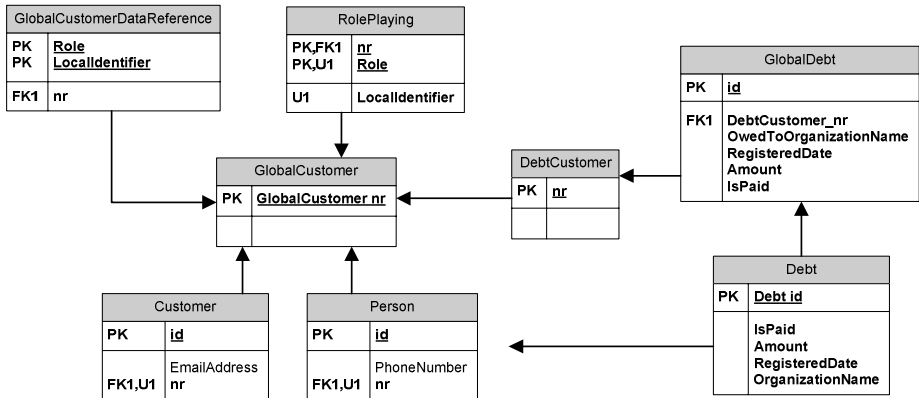 GlobalCustomerDataReference
PK Role
PK LocalIdentifier
FK1 nr
RolePlaying
PK,FK1 nr
PK,U1 Role
U1 LocalIdentifier
GlobalDebt
PK id
FK1 DebtCustomer_nr
OwedToOrganizationName
RegisteredDate
Amount
IsPaid
GlobalCustomer
PK GlobalCustomer nr
DebtCustomer
PK nr
Customer
PK id
EmailAddress
FK1,U1 nr
Person
PK id
PhoneNumber
FK1,U1 nr
Debt
PK Debt id
IsPaid
Amount
RegisteredDate
OrganizationName